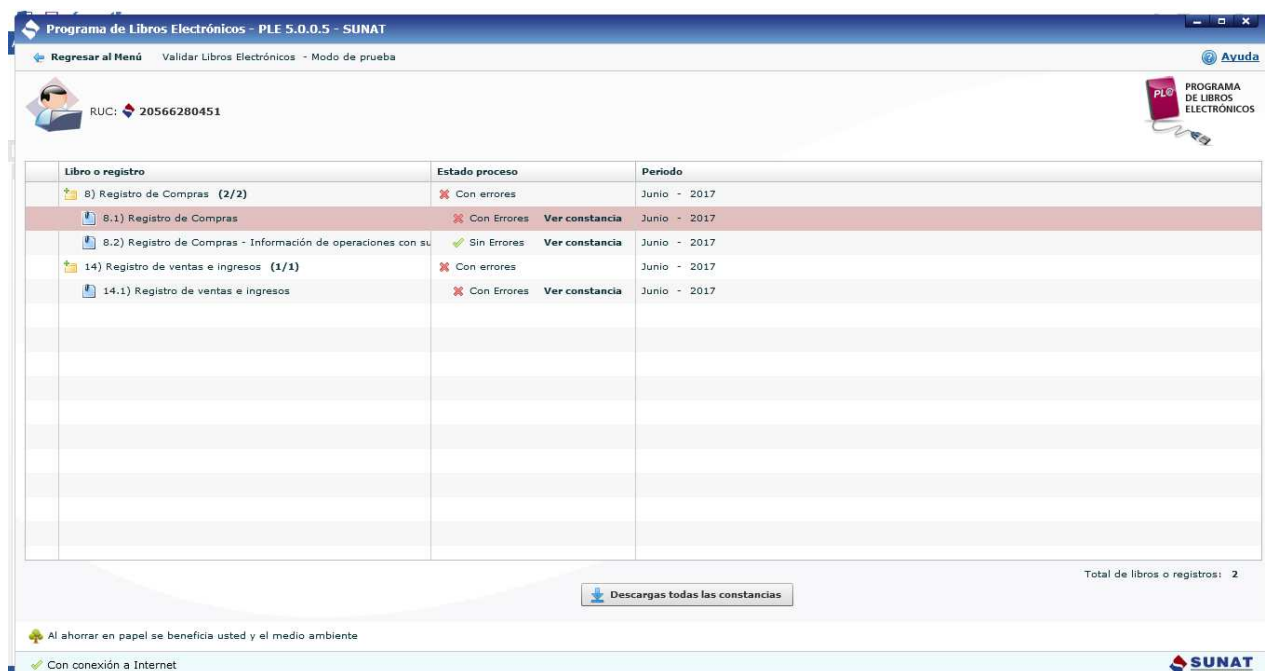 Programa de Libros Electrónicos - PLE 5.0.0.5 - SUNAT
Regresar al Menú Validar Libros Electrónicos - Modo de prueba Ayuda
RUC: 20566280451
PLE PROGRAMA
DE LIBROS
ELECTRÓNICOS
Libro o registro Estado proceso Periodo
8) Registro de Compras (2/2) Con errores Junio - 2017
8.1) Registro de Compras Con Errores Ver constancia Junio - 2017
8.2) Registro de Compras - Información de operaciones con su Sin Errores Ver constancia Junio - 2017
14) Registro de ventas e ingresos (1/1) Con errores Junio - 2017
14.1) Registro de ventas e ingresos Con Errores Ver constancia Junio - 2017
Total de libros o registros: 2
Descargas todas las constancias
Al ahorrar en papel se beneficia usted y el medio ambiente
Con conexión a Internet SUNAT